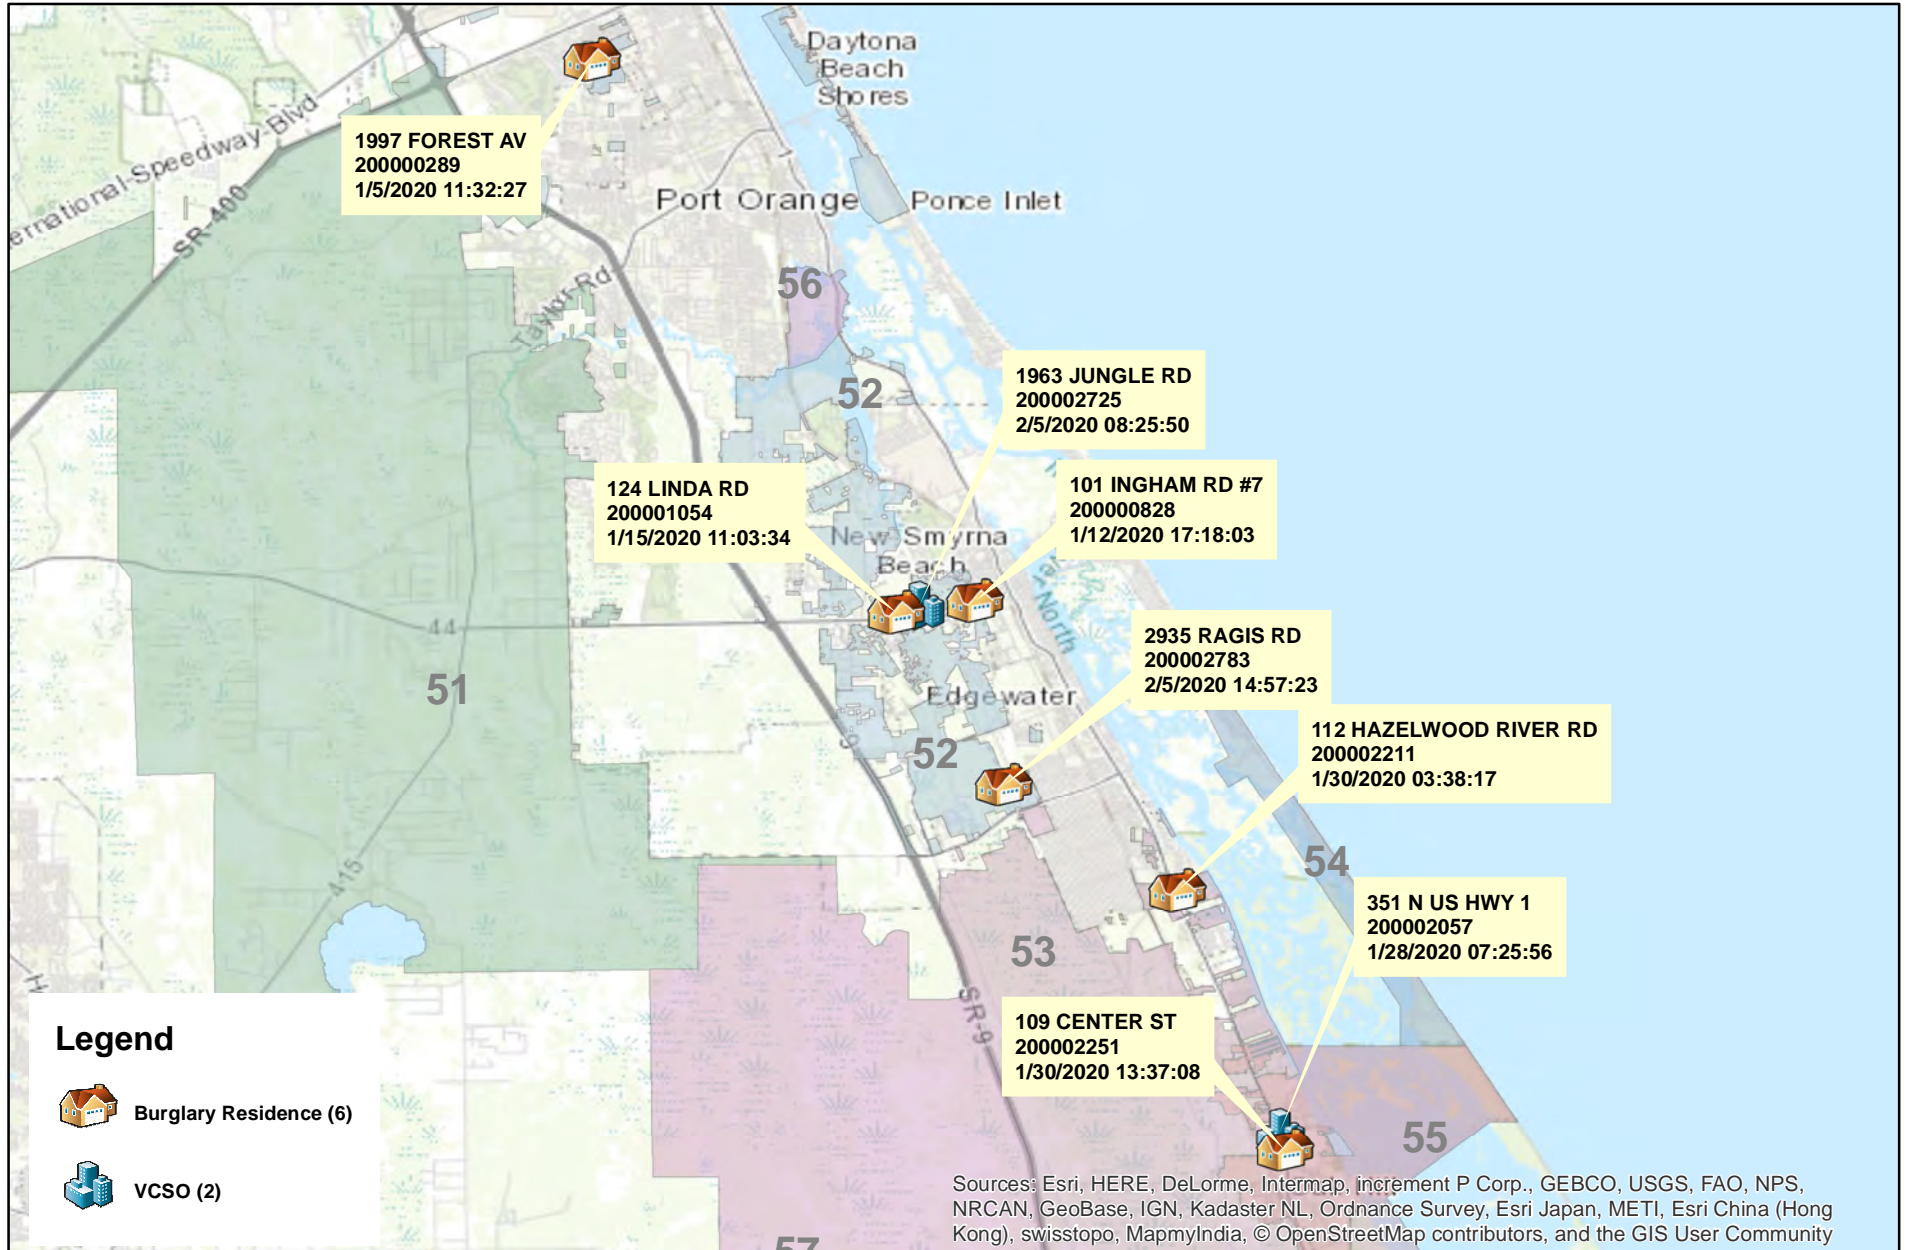 Daytona
Beach
Shores
1997 FOREST AV
200000289
1/5/2020 11:32:27
ernational-Speedway-Blvd
SR-400
Port Orange
Ponce Inlet
1
Taylor-Rd
56
52
1963 JUNGLE RD
200002725
2/5/2020 08:25:50
124 LINDA RD
200001054
1/15/2020 11:03:34
101 INGHAM RD #7
200000828
1/12/2020 17:18:03
New Smyrna
Beach
North
44
51
2935 RAGIS RD
200002783
2/5/2020 14:57:23
Edgewater
52
112 HAZELWOOD RIVER RD
200002211
1/30/2020 03:38:17
54
415
351 N US HWY 1
200002057
1/28/2020 07:25:56
53
SR-9
109 CENTER ST
200002251
1/30/2020 13:37:08
55
57
Legend
Burglary Residence (6)
VCSO (2)
Sources: Esri, HERE, DeLorme, Intermap, increment P Corp., GEBCO, USGS, FAO, NPS,
NRCAN, GeoBase, IGN, Kadaster NL, Ordnance Survey, Esri Japan, METI, Esri China (Hong
Kong), swisstopo, MapmyIndia, © OpenStreetMap contributors, and the GIS User Community